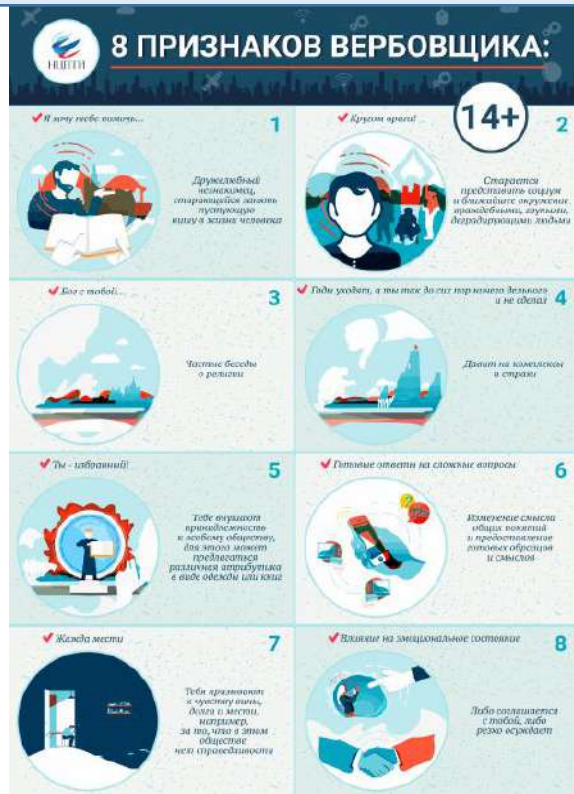 НЦПТИ
8 ПРИЗНАКОВ ВЕРБОВЩИКА:
14+
Я хочу тебе помочь...
1
Дружелюбный
незнакомец,
старающийся занять
пустующую
нишу в жизни человека
Кругом враги!
2
Старается
представить социум
и ближайшее окружение
враждебными, глупыми,
деградирующими людьми
Бог с тобой...
3
Частые беседы
о религии
Годы уходят, а ты так до сих пор ничего дельного
и не сделал
4
Давит на комплексы
и страхи
Ты - избранный!
5
Тебе внушают
принадлежность
к особому обществу,
для этого может
предлагаться
различная атрибутика
в виде одежды или книг
Готовые ответы на сложные вопросы
6
Изменение смысла
общих понятий
и предоставление
готовых образцов
и смыслов
Жажда мести
7
Тебя призывают
к чувству вины,
долга и мести,
например,
за то, что в этом
обществе
нет справедливости
Влияние на эмоциональное состояние
8
Либо соглашается
с тобой, либо
резко осуждает